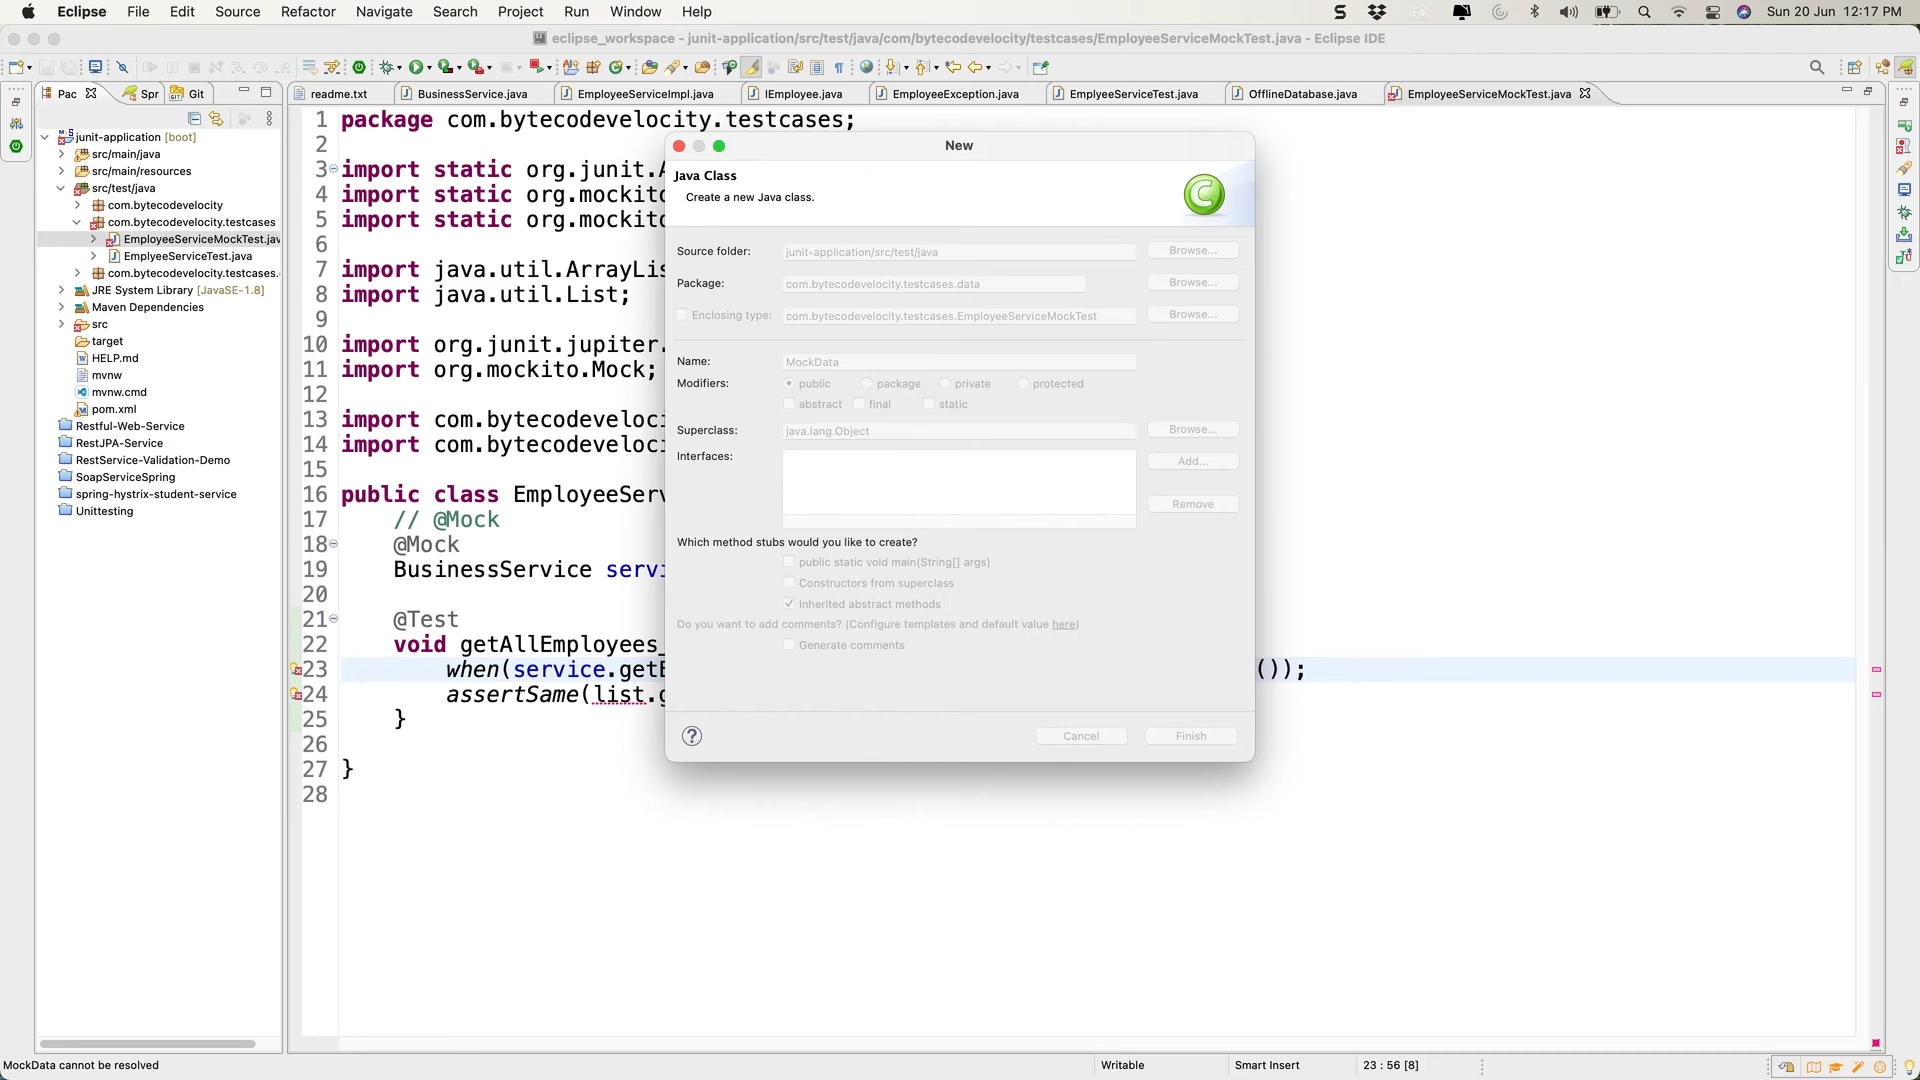 Eclipse File Edit Source Refactor Navigate Search Project Run Window Help Sun 20 Jun 12:17 PM
eclipse_workspace - junit-application/src/test/java/com/bytecodevelocity/testcases/EmployeeServiceMockTest.java - Eclipse IDE
Pac Spr Git readme.txt BusinessService.java EmployeeServiceImpl.java IEmployee.java EmployeeException.java EmplyeeServiceTest.java OfflineDatabase.java EmployeeServiceMockTest.java
junit-application [boot]
src/main/java
src/main/resources
src/test/java
com.bytecodevelocity
com.bytecodevelocity.testcases
EmployeeServiceMockTest.jav
EmplyeeServiceTest.java
com.bytecodevelocity.testcases.
JRE System Library [JavaSE-1.8]
Maven Dependencies
src
target
HELP.md
mvnw
mvnw.cmd
pom.xml
Restful-Web-Service
RestJPA-Service
RestService-Validation-Demo
SoapServiceSpring
spring-hystrix-student-service
Unittesting
1 package com.bytecodevelocity.testcases;
2
3 import static org.junit.A
4 import static org.mockito
5 import static org.mockito
6
7 import java.util.ArrayLis
8 import java.util.List;
9
10 import org.junit.jupiter.
11 import org.mockito.Mock;
12
13 import com.bytecodeveloci
14 import com.bytecodeveloci
15
16 public class EmployeeServ
17 // @Mock
18 @Mock
19 BusinessService servi
20
21 @Test
22 void getAllEmployees_
23 when(service.getE ());
24 assertSame(list.g
25 }
26
27 }
28
New
Java Class
Create a new Java class.
Source folder: junit-application/src/test/java Browse...
Package: com.bytecodevelocity.testcases.data Browse...
Enclosing type: com.bytecodevelocity.testcases.EmployeeServiceMockTest Browse...
Name: MockData
Modifiers: public package private protected
abstract final static
Superclass: java.lang.Object Browse...
Interfaces: Add...
Remove
Which method stubs would you like to create?
public static void main(String[] args)
Constructors from superclass
Inherited abstract methods
Do you want to add comments? (Configure templates and default value here)
Generate comments
? Cancel Finish
MockData cannot be resolved Writable Smart Insert 23 : 56 [8]